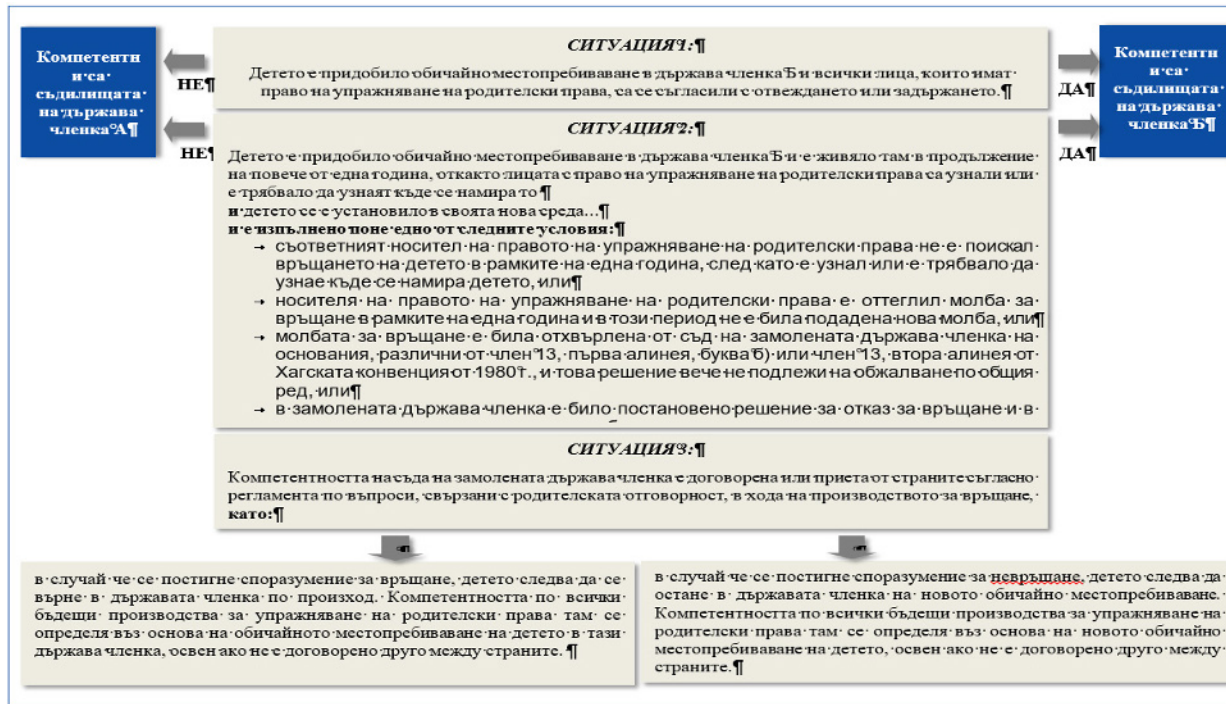 Компетентн
и са
съдилищата
на държава
членка А¶
НЕ¶
НЕ¶
СИТУАЦИЯ 1:¶
Детето е придобило обичайно местопребиваване в държава членка Б и всички лица, които имат
право на упражняване на родителски права, са се съгласили с отвеждането или задържането.¶
ДА¶
ДА¶
Компетентн
и са
съдилищата
на държава
членка Б¶
СИТУАЦИЯ 2:¶
Детето е придобило обичайно местопребиваване в държава членка Б и е живяло там в продължение
на повече от една година, откакто лицата с право на упражняване на родителски права са узнали или
е трябвало да узнаят къде се намира то ¶
и детето се е установило в своята нова среда...¶
и е изпълнено поне едно от следните условия:¶
→ съответният носител на правото на упражняване на родителски права не е поискал
връщането на детето в рамките на една година, след като е узнал или е трябвало да
узнае къде се намира детето, или¶
→ носителя на правото на упражняване на родителски права е оттеглил молба за
връщане в рамките на една година и в този период не е била подадена нова молба, или¶
→ молбата за връщане е била отхвърлена от съд на замолената държава членка на
основания, различни от член 13, първа алинея, буква б) или член 13, втора алинея от
Хагската конвенция от 1980 г., и това решение вече не подлежи на обжалване по общия
ред, или¶
→ в замолената държава членка е било постановено решение за отказ за връщане и в
СИТУАЦИЯ 3:¶
Компетентността на съда на замолената държава членка е договорена или приета от страните съгласно
регламента по въпроси, свързани с родителската отговорност, в хода на производството за връщане,
като:¶
в случай че се постигне споразумение за връщане, детето следва да се
върне в държавата членка по произход. Компетентността по всички
бъдещи производства за упражняване на родителски права там се
определя въз основа на обичайното местопребиваване на детето в тази
държава членка, освен ако не е договорено друго между страните. ¶
в случай че се постигне споразумение за невръщане, детето следва да
остане в държавата членка на новото обичайно местопребиваване.
Компетентността по всички бъдещи производства за упражняване на
родителски права там се определя въз основа на новото обичайно
местопребиваване на детето, освен ако не е договорено друго между
страните.¶